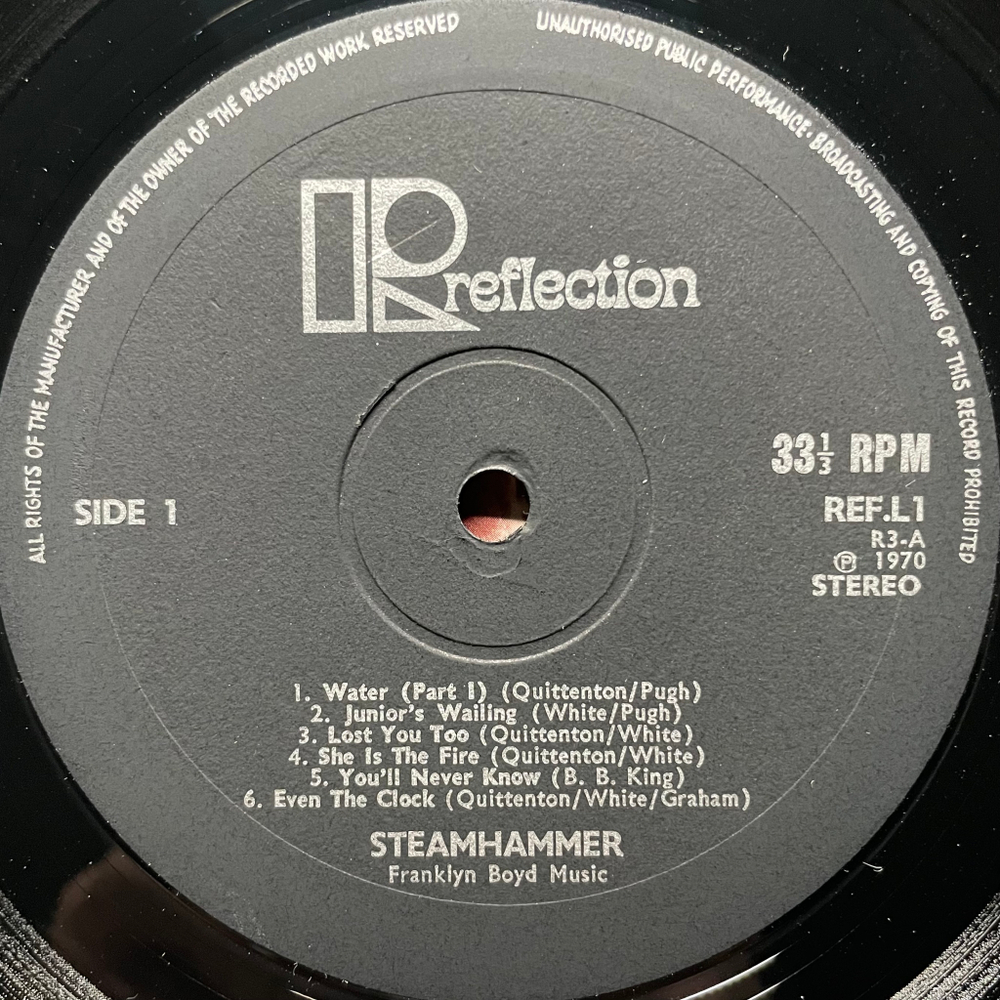 ALL RIGHTS OF THE MANUFACTURER AND OF THE OWNER OF THE RECORDED WORK RESERVED
UNAUTHORISED PUBLIC PERFORMANCE · BROADCASTING AND COPYING OF THIS RECORD PROHIBITED
R reflection
33⅓ RPM
SIDE 1
REF.L1
R3-A
℗ 1970
STEREO
1. Water (Part 1) (Quittenton/Pugh)
2. Junior's Wailing (White/Pugh)
3. Lost You Too (Quittenton/White)
4. She Is The Fire (Quittenton/White)
5. You'll Never Know (B. B. King)
6. Even The Clock (Quittenton/White/Graham)
STEAMHAMMER
Franklyn Boyd Music